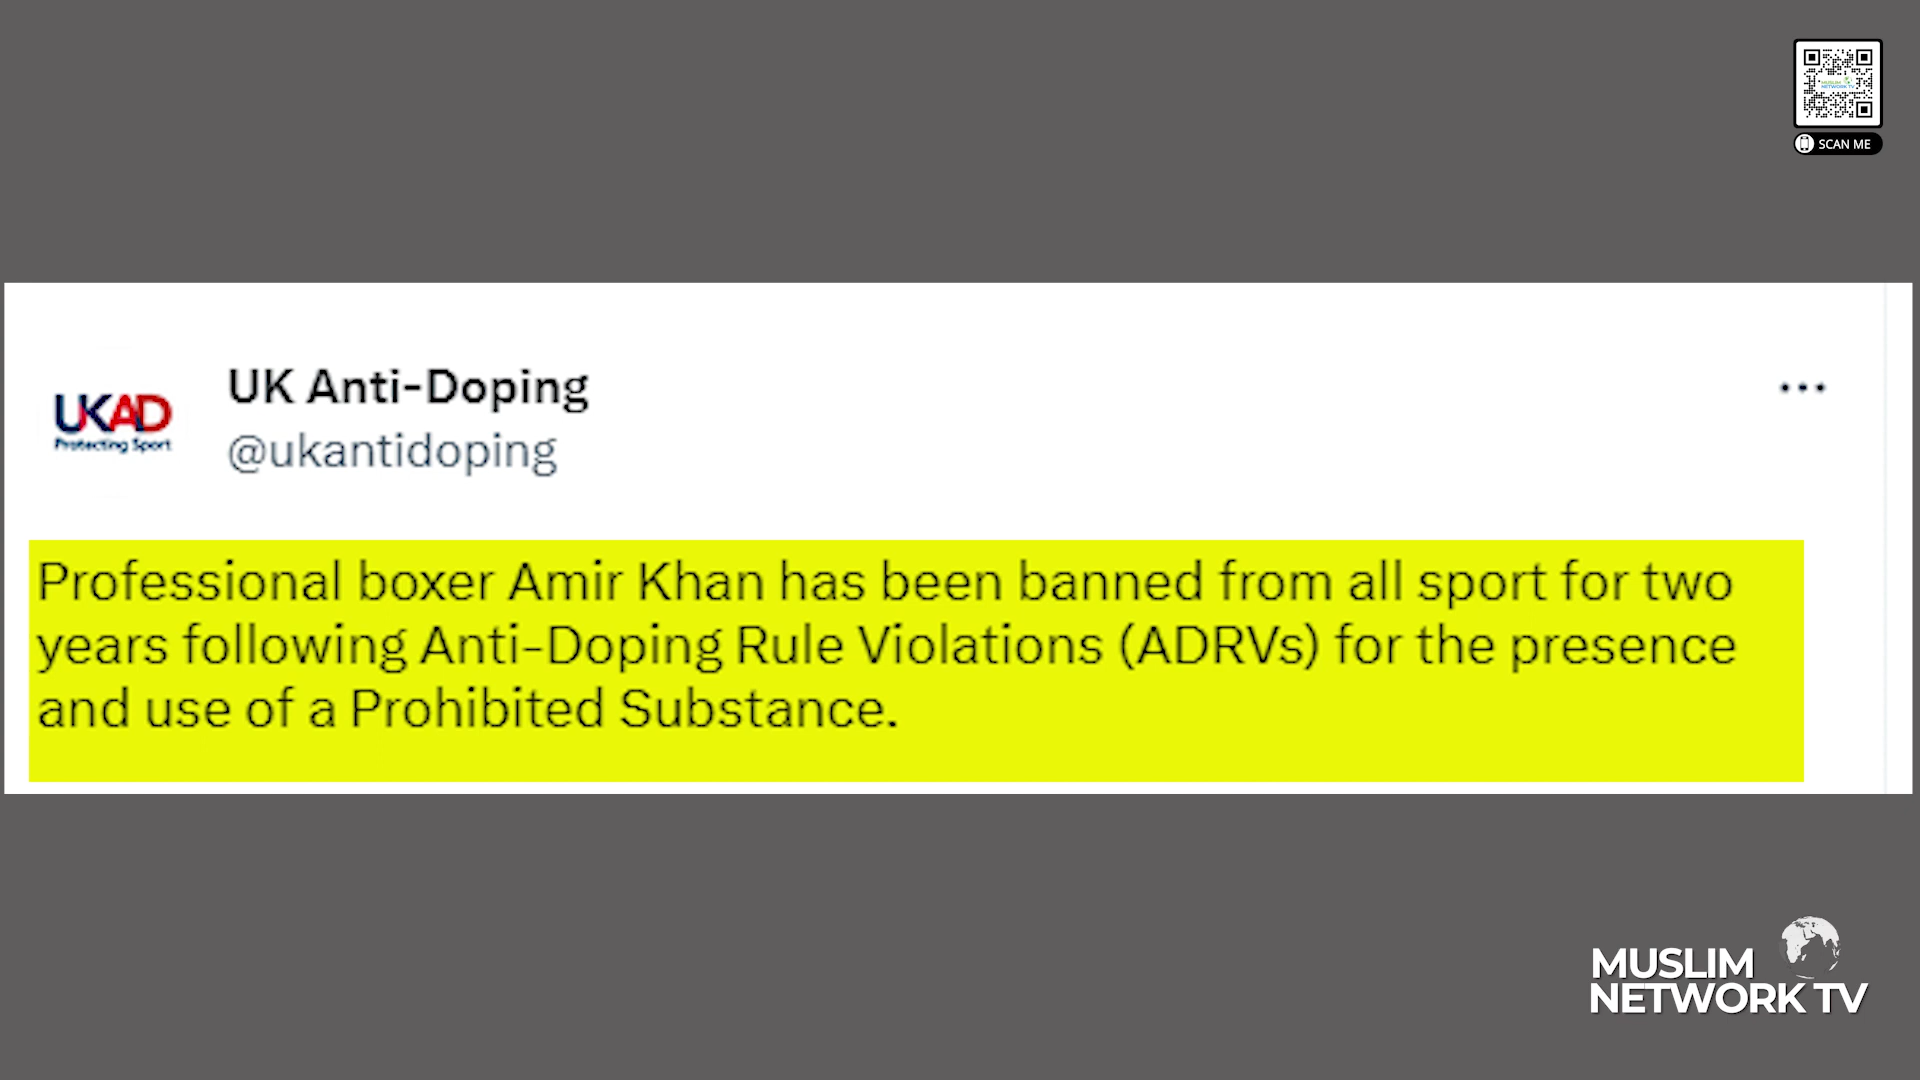 SCAN ME
UK Anti-Doping
@ukantidoping
UKAD
Protecting Sport
Professional boxer Amir Khan has been banned from all sport for two
years following Anti-Doping Rule Violations (ADRVs) for the presence
and use of a Prohibited Substance.
MUSLIM
NETWORK TV